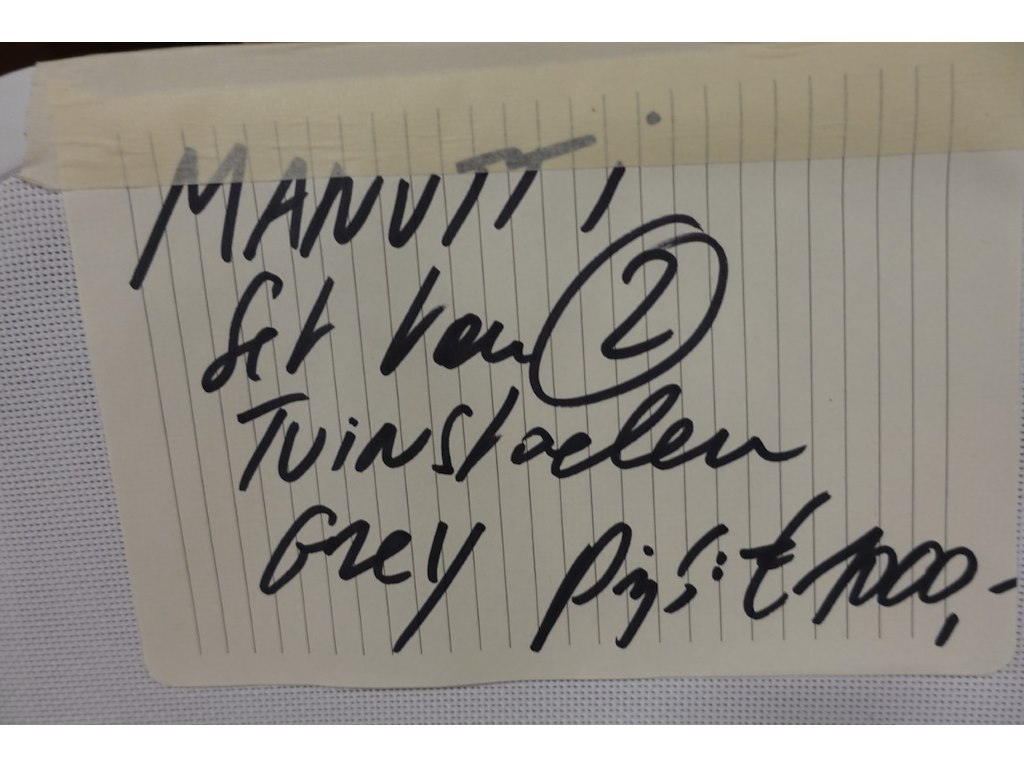 MANUTTI
Set van 2
Tuinstoelen
Grey Prijs: € 1000,-